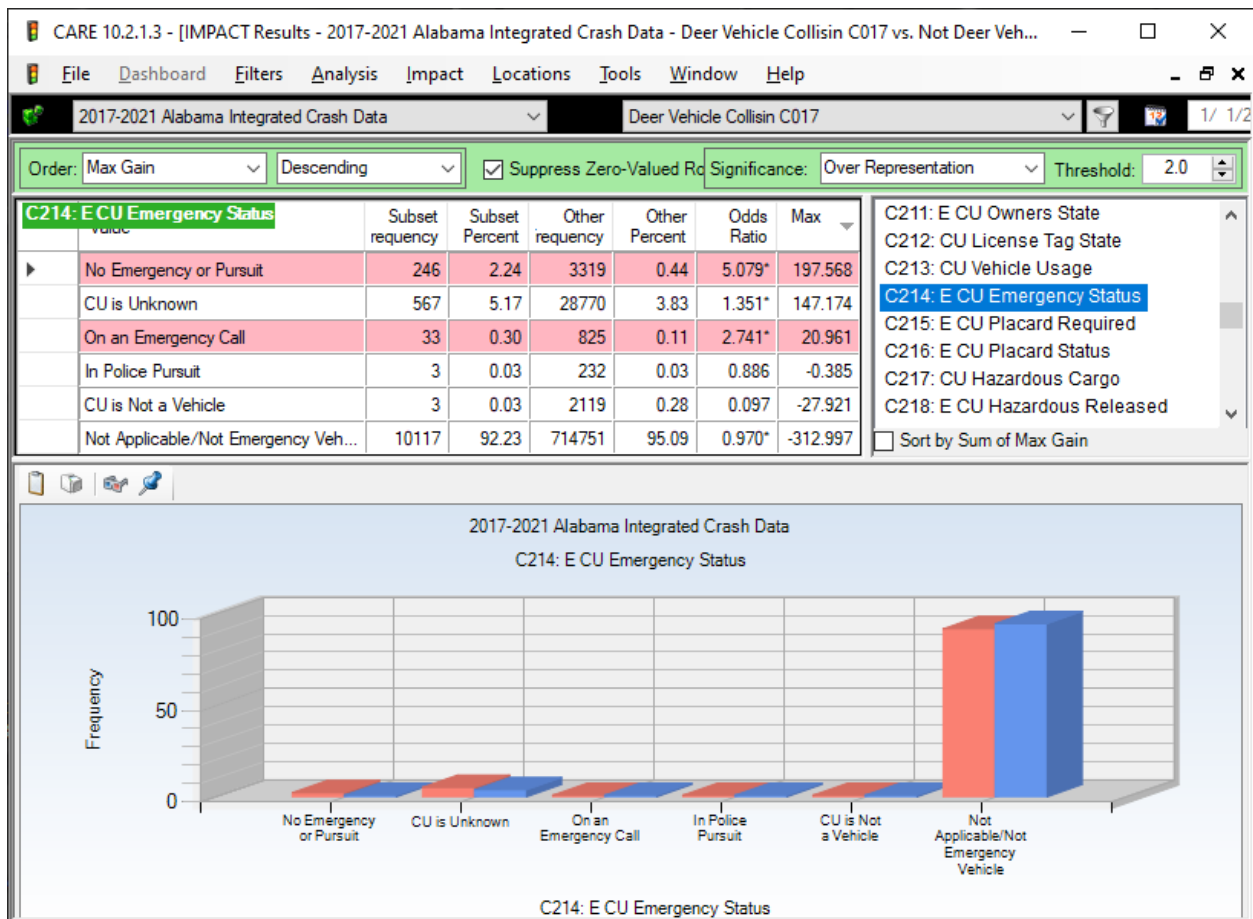 CARE 10.2.1.3 - [IMPACT Results - 2017-2021 Alabama Integrated Crash Data - Deer Vehicle Collisin C017 vs. Not Deer Veh...
File Dashboard Filters Analysis Impact Locations Tools Window Help
2017-2021 Alabama Integrated Crash Data Deer Vehicle Collisin C017 1/ 1/2
Order: Max Gain Descending Suppress Zero-Valued Ro Significance: Over Representation Threshold: 2.0
C214: E CU Emergency Status Subset requency Subset Percent Other requency Other Percent Odds Ratio Max
No Emergency or Pursuit 246 2.24 3319 0.44 5.079* 197.568
CU is Unknown 567 5.17 28770 3.83 1.351* 147.174
On an Emergency Call 33 0.30 825 0.11 2.741* 20.961
In Police Pursuit 3 0.03 232 0.03 0.886 -0.385
CU is Not a Vehicle 3 0.03 2119 0.28 0.097 -27.921
Not Applicable/Not Emergency Veh... 10117 92.23 714751 95.09 0.970* -312.997
C211: E CU Owners State
C212: CU License Tag State
C213: CU Vehicle Usage
C214: E CU Emergency Status
C215: E CU Placard Required
C216: E CU Placard Status
C217: CU Hazardous Cargo
C218: E CU Hazardous Released
Sort by Sum of Max Gain
2017-2021 Alabama Integrated Crash Data
C214: E CU Emergency Status
Frequency
100
50
0
No Emergency
or Pursuit
CU is Unknown
On an
Emergency Call
In Police
Pursuit
CU is Not
a Vehicle
Not
Applicable/Not
Emergency
Vehicle
C214: E CU Emergency Status